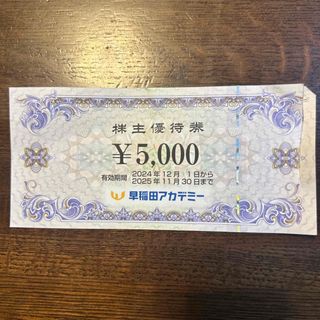 株主優待券
¥5,000
有効期間 2024年12月 1日から
2025年11月30日まで
早稲田アカデミー